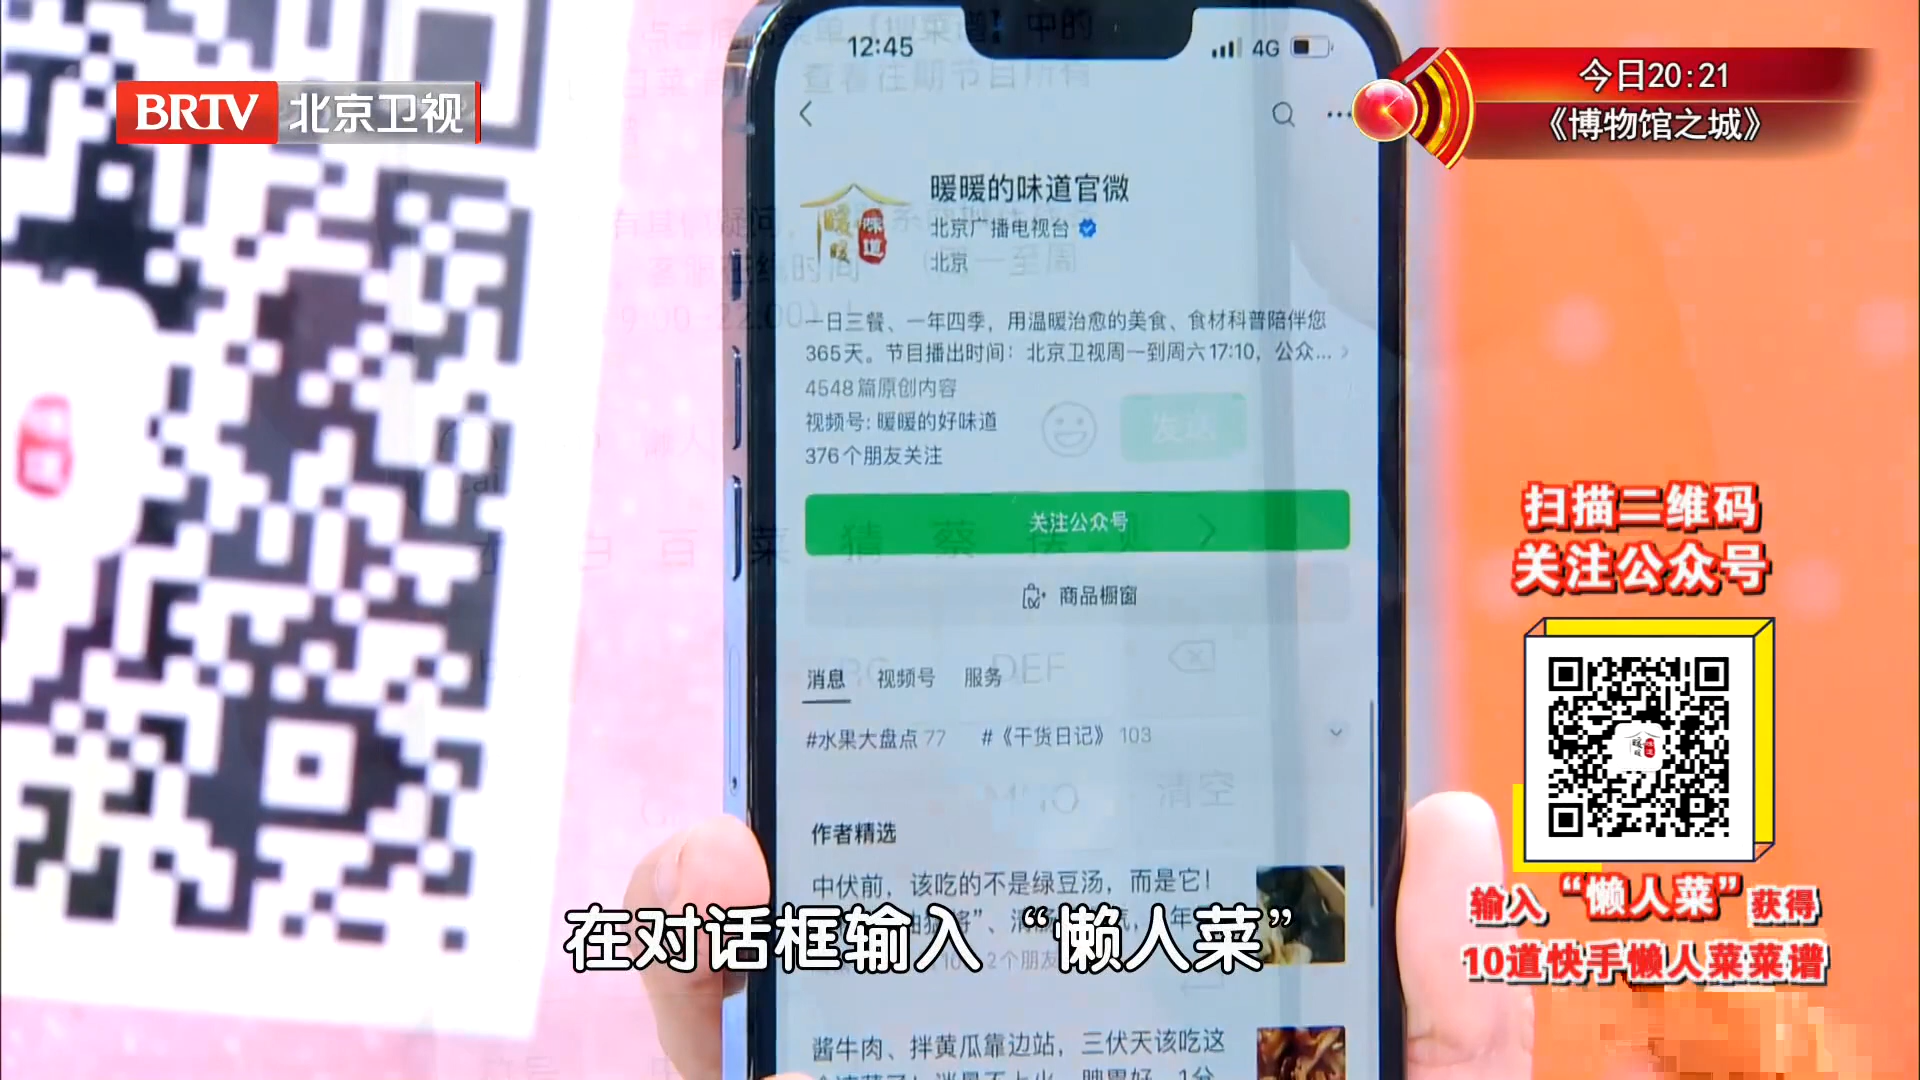 BRTV 北京卫视
今日20:21
《博物馆之城》
12:45
4G
暖暖的味道官微
北京广播电视台
北京
一日三餐、一年四季，用温暖治愈的美食、食材科普陪伴您
365天。节目播出时间：北京卫视周一到周六17:10，公众...
4548篇原创内容
视频号: 暖暖的好味道
376个朋友关注
发送
关注公众号
商品橱窗
消息 视频号 服务
DEF
#水果大盘点 77 #《干货日记》 103
MNO 清空
作者精选
中伏前，该吃的不是绿豆汤，而是它！
在对话框输入“懒人菜”
酱牛肉、拌黄瓜靠边站，三伏天该吃这
扫描二维码
关注公众号
暖暖 味道
输入“懒人菜”获得
10道快手懒人菜菜谱